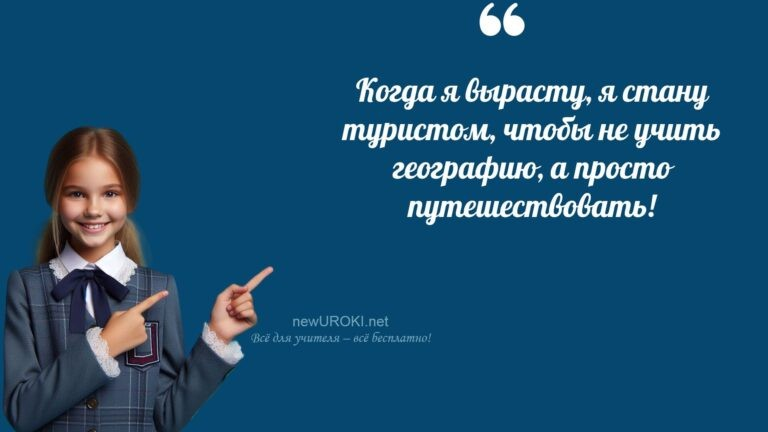 “
Когда я вырасту, я стану
туристом, чтобы не учить
географию, а просто
путешествовать!
newUROKI.net
Всё для учителя – всё бесплатно!